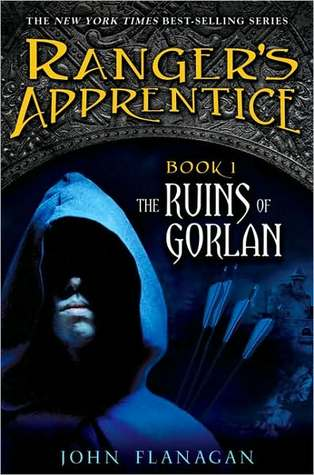 THE NEW YORK TIMES BEST-SELLING SERIES
RANGER'S
APPRENTICE
BOOK 1
THE RUINS OF
GORLAN
JOHN FLANAGAN